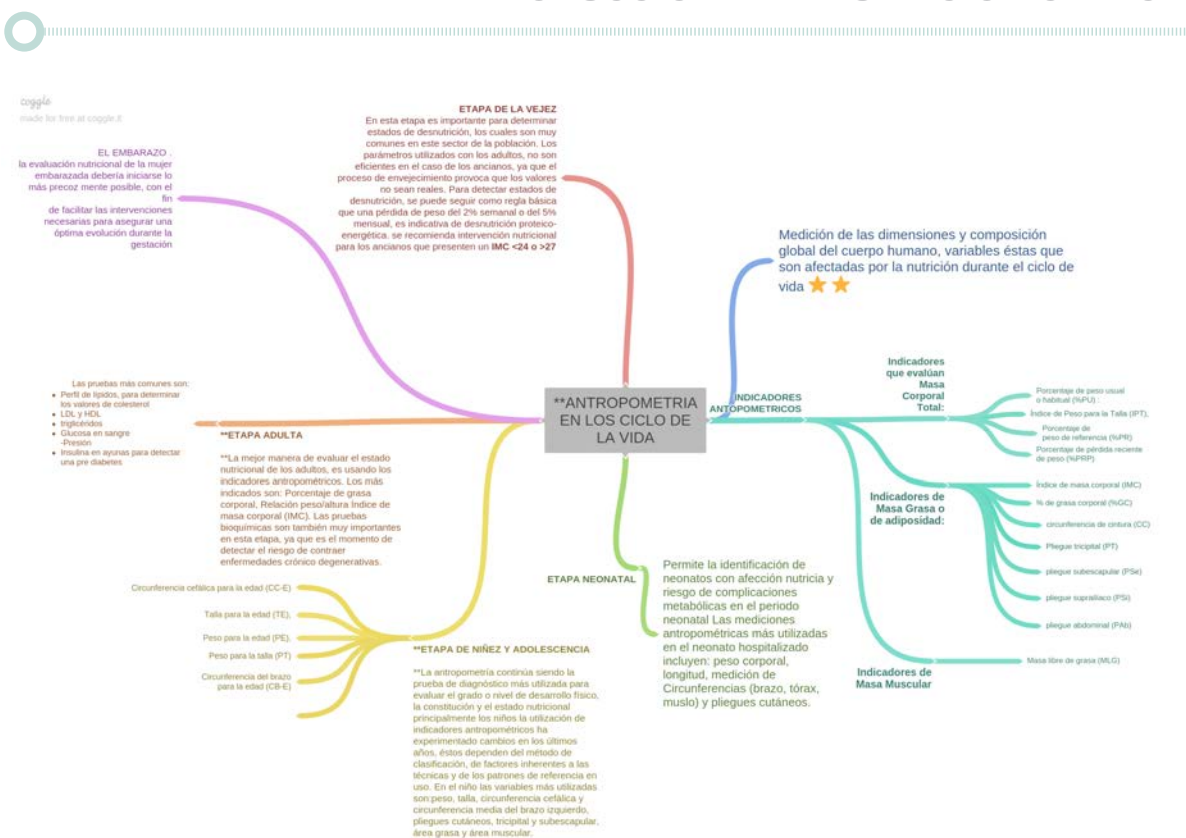 coggle
made for free at coggle.it
ETAPA DE LA VEJEZ
En esta etapa es importante para determinar
estados de desnutrición, los cuales son muy
comunes en este sector de la población. Los
parámetros utilizados con los adultos, no son
eficientes en el caso de los ancianos, ya que el
proceso de envejecimiento provoca que los valores
no sean reales. Para detectar estados de
desnutrición, se puede seguir como regla básica
que una pérdida de peso del 2% semanal o del 5%
mensual, es indicativa de desnutrición proteico-
energética. se recomienda intervención nutricional
para los ancianos que presenten un IMC <24 o >27
EL EMBARAZO .
la evaluación nutricional de la mujer
embarazada debería iniciarse lo
más precoz mente posible, con el
fin
de facilitar las intervenciones
necesarias para asegurar una
óptima evolución durante la
gestación
Medición de las dimensiones y composición
global del cuerpo humano, variables éstas que
son afectadas por la nutrición durante el ciclo de
vida
**ANTROPOMETRIA
EN LOS CICLO DE
LA VIDA
INDICADORES
ANTOPOMETRICOS
Indicadores
que evalúan
Masa
Corporal
Total:
Porcentaje de peso usual
o habitual (%PU) :
Índice de Peso para la Talla (IPT),
Porcentaje de
peso de referencia (%PR)
Porcentaje de pérdida reciente
de peso (%PRP)
Indicadores de
Masa Grasa o
de adiposidad:
Índice de masa corporal (IMC)
% de grasa corporal (%GC)
circunferencia de cintura (CC)
Pliegue tricipital (PT)
pliegue subescapular (PSe)
pliegue suprailíaco (PSi)
pliegue abdominal (PAb)
Indicadores de
Masa Muscular
Masa libre de grasa (MLG)
Las pruebas más comunes son:
Perfil de lípidos, para determinar
los valores de colesterol
LDL y HDL
triglicéridos
Glucosa en sangre
-Presión
Insulina en ayunas para detectar
una pre diabetes
**ETAPA ADULTA
**La mejor manera de evaluar el estado
nutricional de los adultos, es usando los
indicadores antropométricos. Los más
indicados son: Porcentaje de grasa
corporal, Relación peso/altura Índice de
masa corporal (IMC). Las pruebas
bioquímicas son también muy importantes
en esta etapa, ya que es el momento de
detectar el riesgo de contraer
enfermedades crónico degenerativas.
ETAPA NEONATAL
Permite la identificación de
neonatos con afección nutricia y
riesgo de complicaciones
metabólicas en el periodo
neonatal Las mediciones
antropométricas más utilizadas
en el neonato hospitalizado
incluyen: peso corporal,
longitud, medición de
Circunferencias (brazo, tórax,
muslo) y pliegues cutáneos.
Circunferencia cefálica para la edad (CC-E)
Talla para la edad (TE),
Peso para la edad (PE).
Peso para la talla (PT)
Circunferencia del brazo
para la edad (CB-E)
**ETAPA DE NIÑEZ Y ADOLESCENCIA
**La antropometría continúa siendo la
prueba de diagnóstico más utilizada para
evaluar el grado o nivel de desarrollo físico,
la constitución y el estado nutricional
principalmente los niños la utilización de
indicadores antropométricos ha
experimentado cambios en los últimos
años, éstos dependen del método de
clasificación, de factores inherentes a las
técnicas y de los patrones de referencia en
uso. En el niño las variables más utilizadas
son:peso, talla, circunferencia cefálica y
circunferencia media del brazo izquierdo,
pliegues cutáneos, tricipital y subescapular,
área grasa y área muscular.